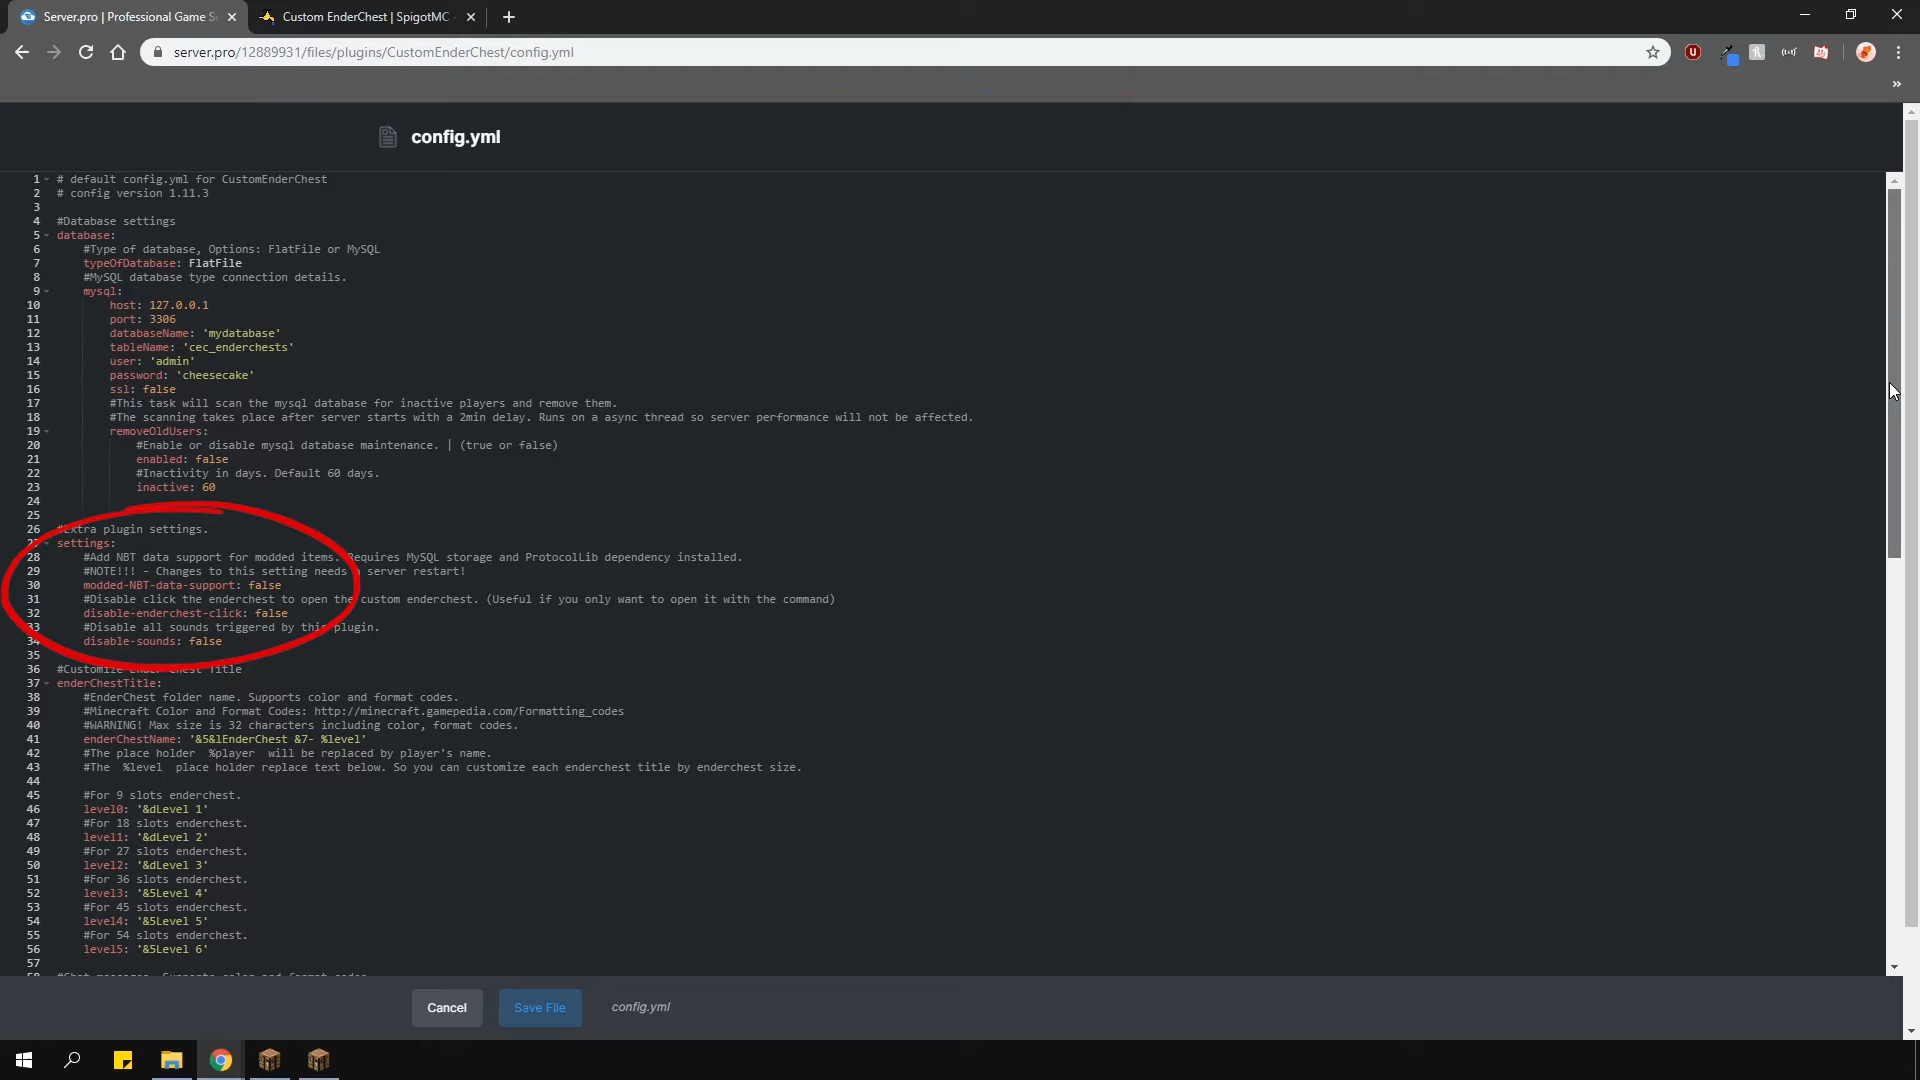 Server.pro | Professional Game S
Custom EnderChest | SpigotMC
server.pro/12889931/files/plugins/CustomEnderChest/config.yml
config.yml
1 # default config.yml for CustomEnderChest
2 # config version 1.11.3
3
4 #Database settings
5 database:
6 #Type of database, Options: FlatFile or MySQL
7 typeOfDatabase: FlatFile
8 #MySQL database type connection details.
9 mysql:
10 host: 127.0.0.1
11 port: 3306
12 databaseName: 'mydatabase'
13 tableName: 'cec_enderchests'
14 user: 'admin'
15 password: 'cheesecake'
16 ssl: false
17 #This task will scan the mysql database for inactive players and remove them.
18 #The scanning takes place after server starts with a 2min delay. Runs on a async thread so server performance will not be affected.
19 removeOldUsers:
20 #Enable or disable mysql database maintenance. | (true or false)
21 enabled: false
22 #Inactivity in days. Default 60 days.
23 inactive: 60
24
25
26 #Extra plugin settings.
27 settings:
28 #Add NBT data support for modded items. Requires MySQL storage and ProtocolLib dependency installed.
29 #NOTE!!! - Changes to this setting needs a server restart!
30 modded-NBT-data-support: false
31 #Disable click the enderchest to open the custom enderchest. (Useful if you only want to open it with the command)
32 disable-enderchest-click: false
33 #Disable all sounds triggered by this plugin.
34 disable-sounds: false
35
36 #Customize Ender Chest Title
37 enderChestTitle:
38 #EnderChest folder name. Supports color and format codes.
39 #Minecraft Color and Format Codes: http://minecraft.gamepedia.com/Formatting_codes
40 #WARNING! Max size is 32 characters including color, format codes.
41 enderChestName: '&5&lEnderChest &7- %level'
42 #The place holder %player will be replaced by player's name.
43 #The %level place holder replace text below. So you can customize each enderchest title by enderchest size.
44
45 #For 9 slots enderchest.
46 level0: '&dLevel 1'
47 #For 18 slots enderchest.
48 level1: '&dLevel 2'
49 #For 27 slots enderchest.
50 level2: '&dLevel 3'
51 #For 36 slots enderchest.
52 level3: '&5Level 4'
53 #For 45 slots enderchest.
54 level4: '&5Level 5'
55 #For 54 slots enderchest.
56 level5: '&5Level 6'
57
58 #Chat messages. Supports color and format codes.
Cancel Save File config.yml